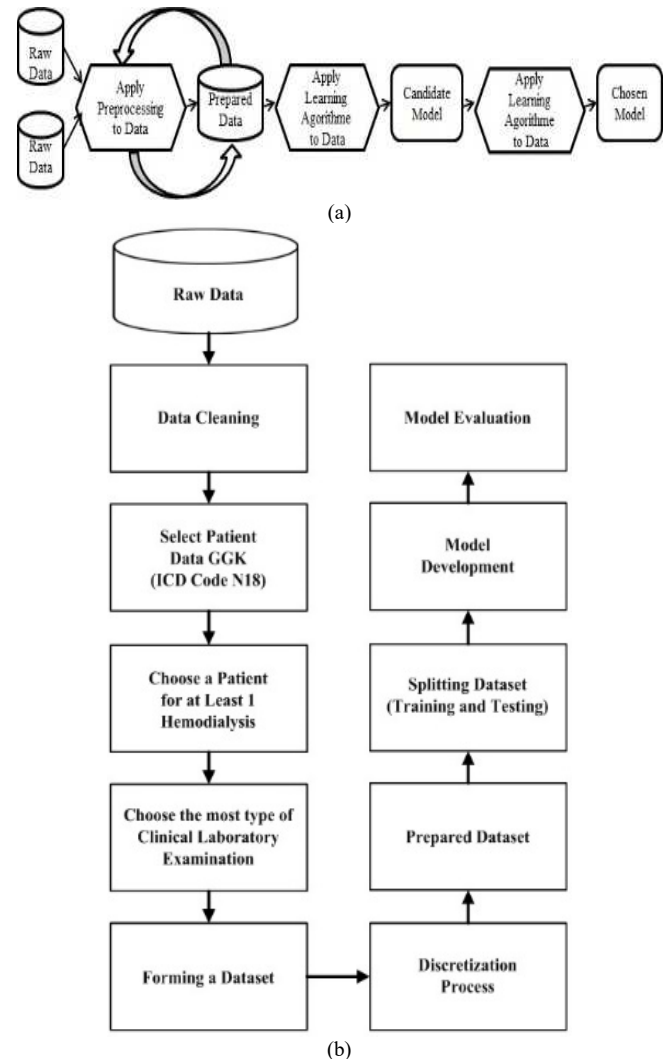 Raw
Data
Raw
Data
Apply
Preprocessing
to Data
Prepared
Data
Apply
Learning
Agorithme
to Data
Candidate
Model
Apply
Learning
Agorithme
to Data
Chosen
Model
(a)
Raw Data
Data Cleaning
Select Patient
Data GGK
(ICD Code N18)
Choose a Patient
for at Least 1
Hemodialysis
Choose the most type of
Clinical Laboratory
Examination
Forming a Dataset
Discretization
Process
Prepared Dataset
Splitting Dataset
(Training and Testing)
Model
Development
Model Evaluation
(b)